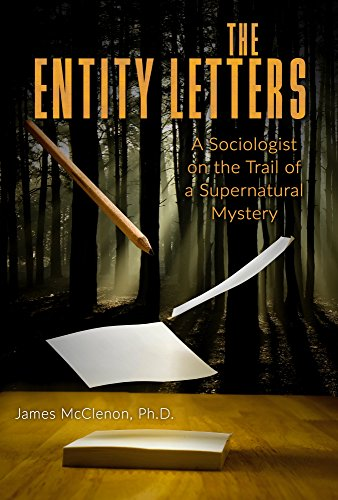 THE
ENTITY LETTERS
A Sociologist
on the Trail of
a Supernatural
Mystery
James McClenon, Ph.D.